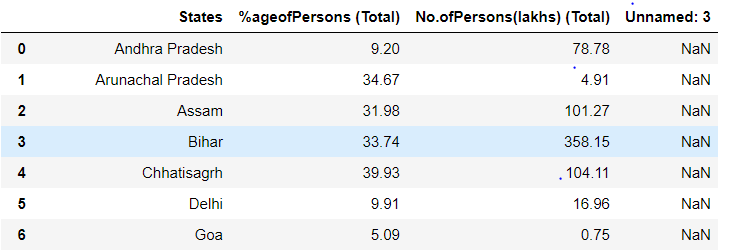 States %ageofPersons (Total) No.ofPersons(lakhs) (Total) Unnamed: 3
0 Andhra Pradesh 9.20 78.78 NaN
1 Arunachal Pradesh 34.67 4.91 NaN
2 Assam 31.98 101.27 NaN
3 Bihar 33.74 358.15 NaN
4 Chhatisagrh 39.93 104.11 NaN
5 Delhi 9.91 16.96 NaN
6 Goa 5.09 0.75 NaN